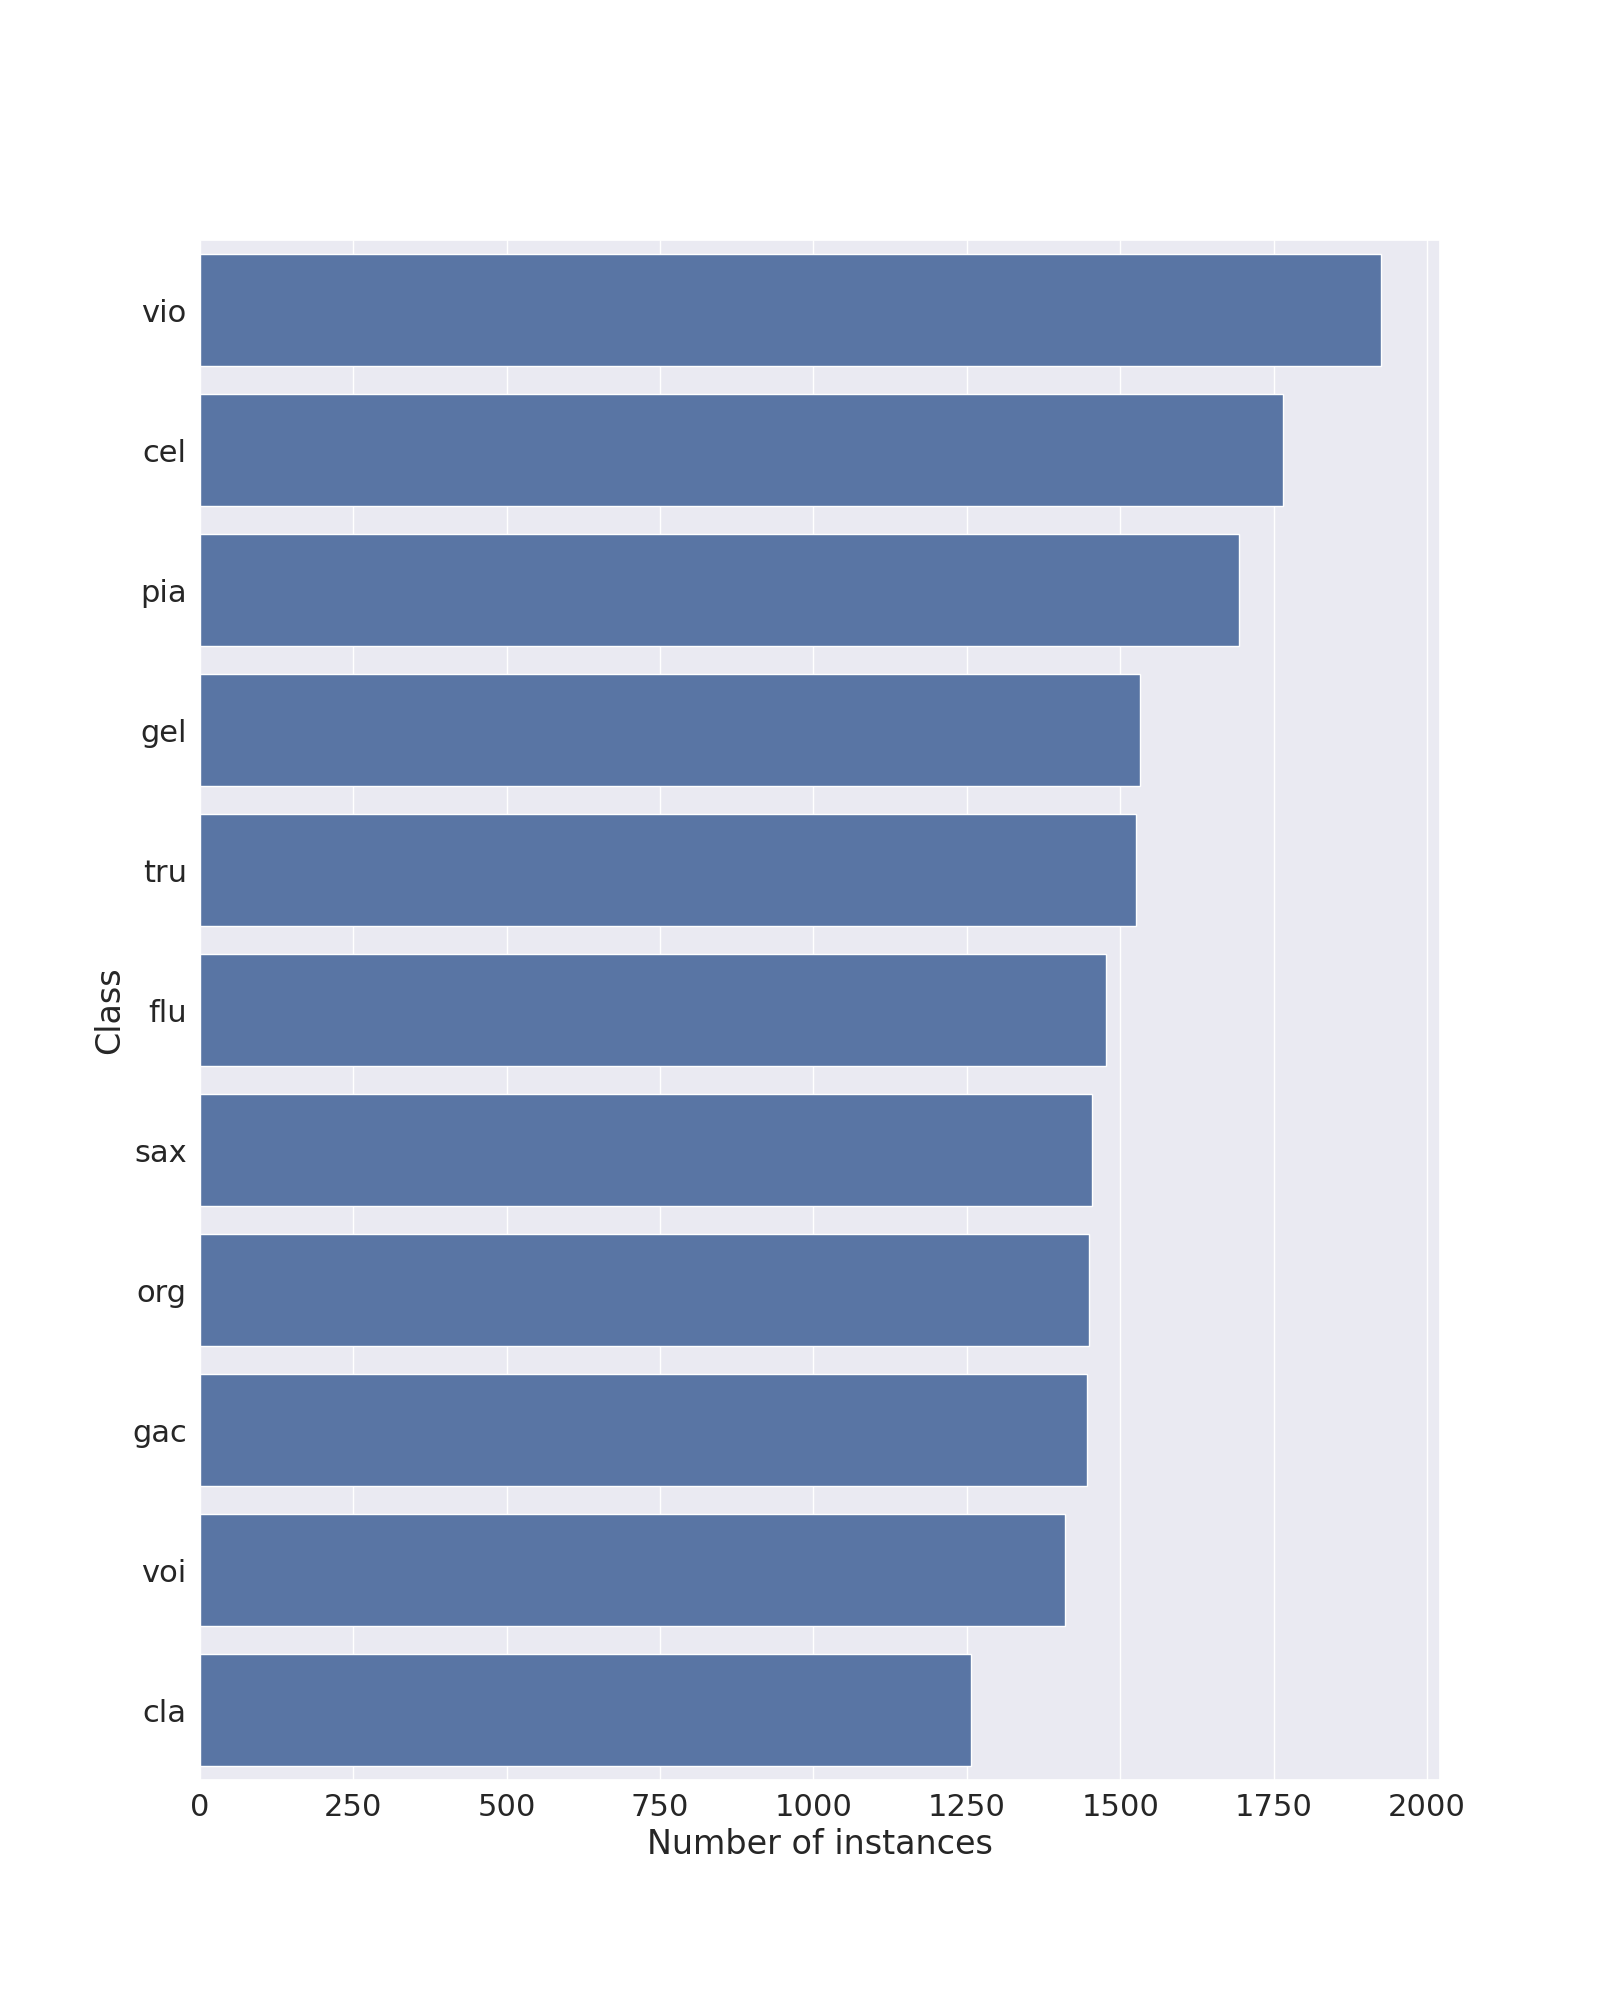 vio
cel
pia
gel
tru
flu
sax
org
gac
voi
cla
Class
0 250 500 750 1000 1250 1500 1750 2000
Number of instances